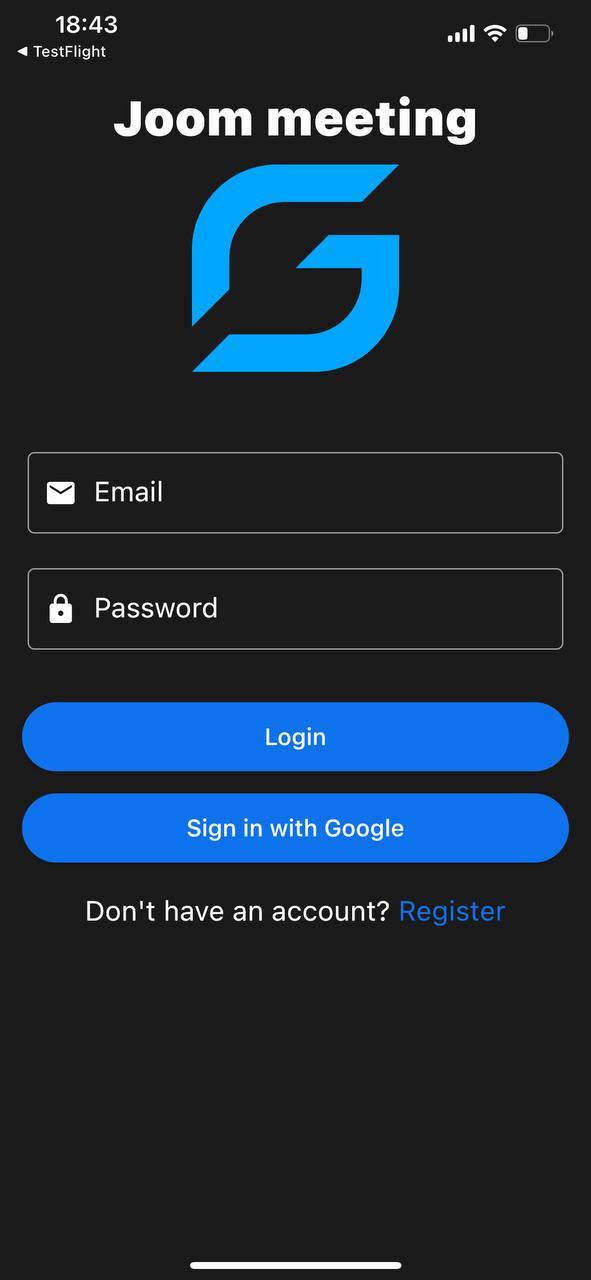 18:43
◀ TestFlight
Joom meeting
Email
Password
Login
Sign in with Google
Don't have an account? Register